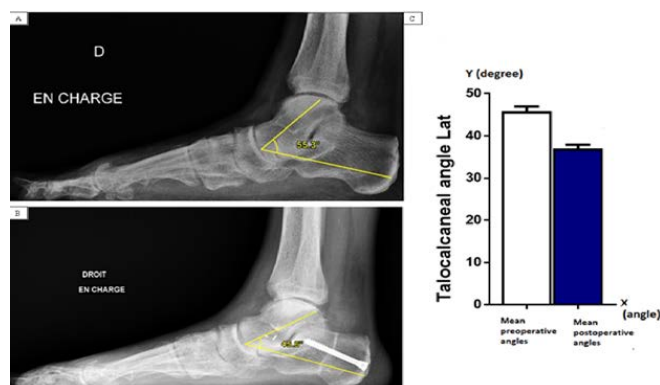 A
D
EN CHARGE
55.3°
B
DROIT
EN CHARGE
C
Y (degree)
Talocalcaneal angle Lat
50
40
30
20
10
0
X
(angle)
Mean
preoperative
angles
Mean
postoperative
angles